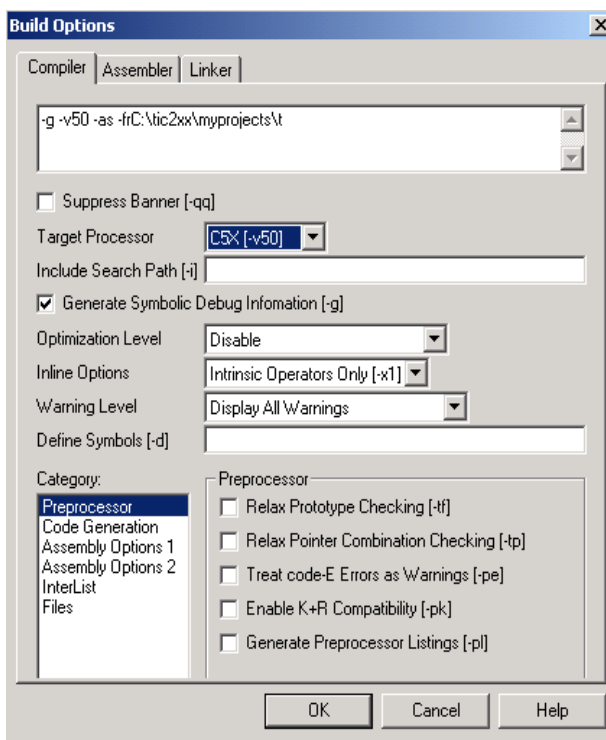 Build Options
Compiler Assembler Linker
-g -v50 -as -frC:\tic2xx\myprojects\t
Suppress Banner [-qq]
Target Processor C5X [-v50]
Include Search Path [-i]
Generate Symbolic Debug Infomation [-g]
Optimization Level Disable
Inline Options Intrinsic Operators Only [-x1]
Warning Level Display All Warnings
Define Symbols [-d]
Category:
Preprocessor
Code Generation
Assembly Options 1
Assembly Options 2
InterList
Files
Preprocessor
Relax Prototype Checking [-tf]
Relax Pointer Combination Checking [-tp]
Treat code-E Errors as Warnings [-pe]
Enable K+R Compatibility [-pk]
Generate Preprocessor Listings [-pl]
OK Cancel Help